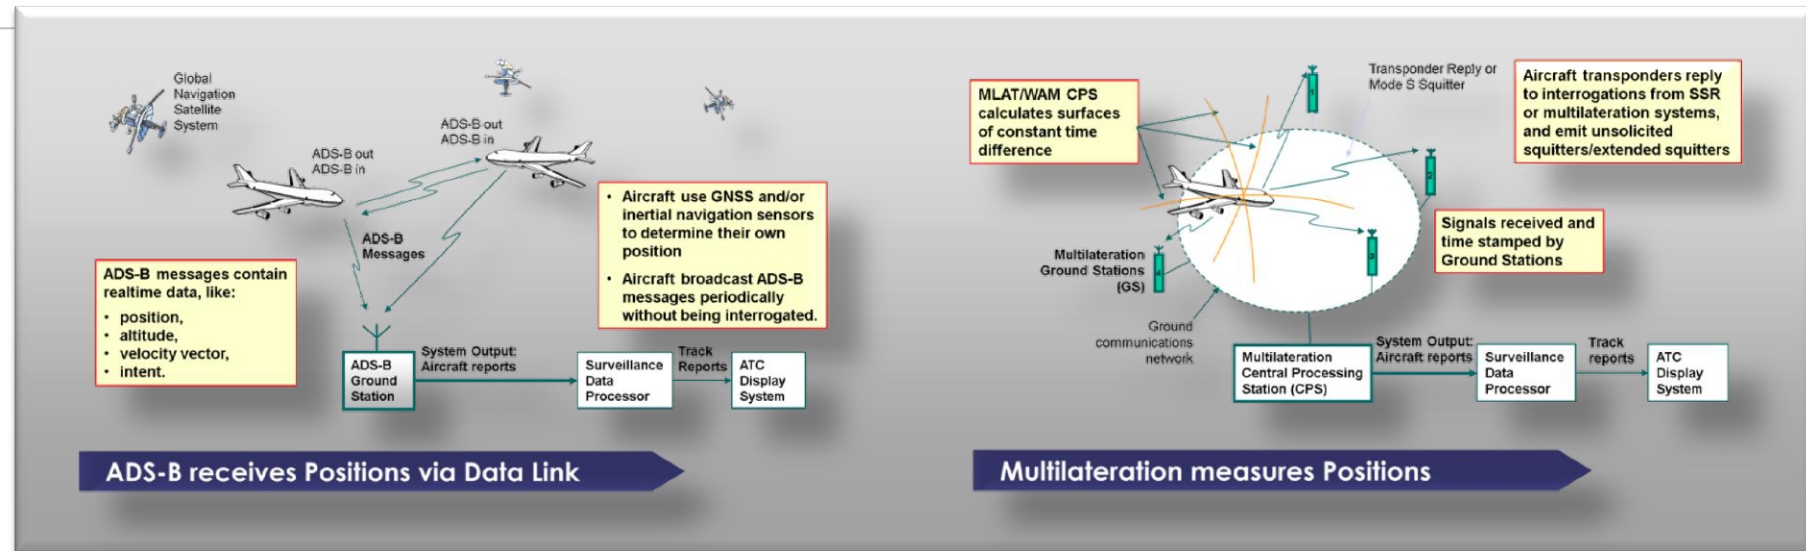 Global
Navigation
Satellite
System
ADS-B out
ADS-B in
ADS-B out
ADS-B in
ADS-B
Messages
ADS-B messages contain
realtime data, like:
• position,
• altitude,
• velocity vector,
• intent.
• Aircraft use GNSS and/or
inertial navigation sensors
to determine their own
position
• Aircraft broadcast ADS-B
messages periodically
without being interrogated.
ADS-B
Ground
Station
System Output:
Aircraft reports
Surveillance
Data
Processor
Track
Reports
ATC
Display
System
ADS-B receives Positions via Data Link
MLAT/WAM CPS
calculates surfaces
of constant time
difference
1
Transponder Reply or
Mode S Squitter
Aircraft transponders reply
to interrogations from SSR
or multilateration systems,
and emit unsolicited
squitters/extended squitters
2
Signals received and
time stamped by
Ground Stations
3
Multilateration
Ground Stations
(GS)
4
Ground
communications
network
Multilateration
Central Processing
Station (CPS)
System Output:
Aircraft reports
Surveillance
Data
Processor
Track
reports
ATC
Display
System
Multilateration measures Positions